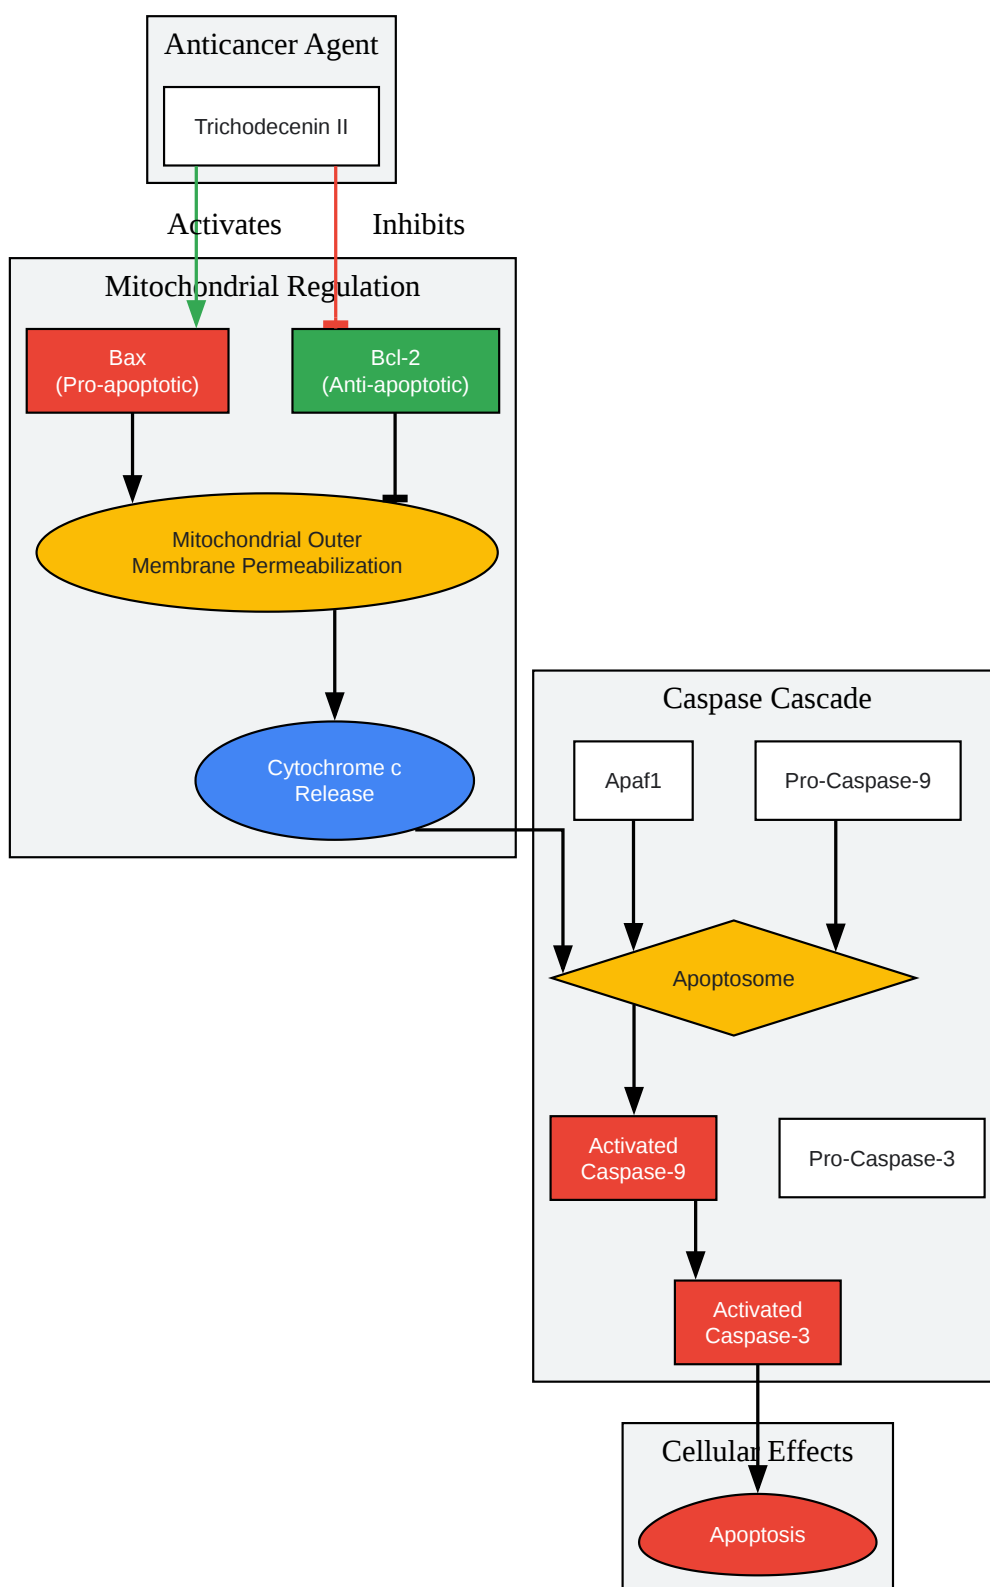 Anticancer Agent
Trichodecenin II
Activates
Inhibits
Mitochondrial Regulation
Bax
(Pro-apoptotic)
Bcl-2
(Anti-apoptotic)
Mitochondrial Outer
Membrane Permeabilization
Cytochrome c
Release
Caspase Cascade
Apaf1
Pro-Caspase-9
Apoptosome
Activated
Caspase-9
Pro-Caspase-3
Activated
Caspase-3
Cellular Effects
Apoptosis